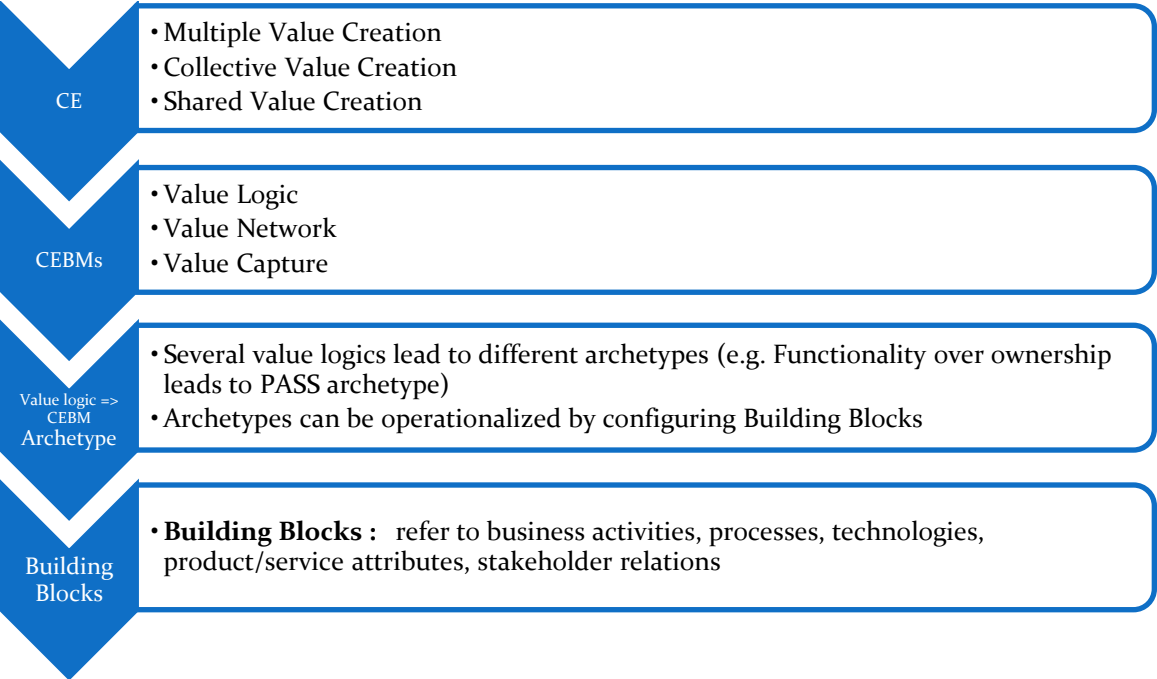 CE
• Multiple Value Creation
• Collective Value Creation
• Shared Value Creation
CEBMs
• Value Logic
• Value Network
• Value Capture
Value logic =>
CEBM
Archetype
• Several value logics lead to different archetypes (e.g. Functionality over ownership
leads to PASS archetype)
• Archetypes can be operationalized by configuring Building Blocks
Building
Blocks
• Building Blocks : refer to business activities, processes, technologies,
product/service attributes, stakeholder relations